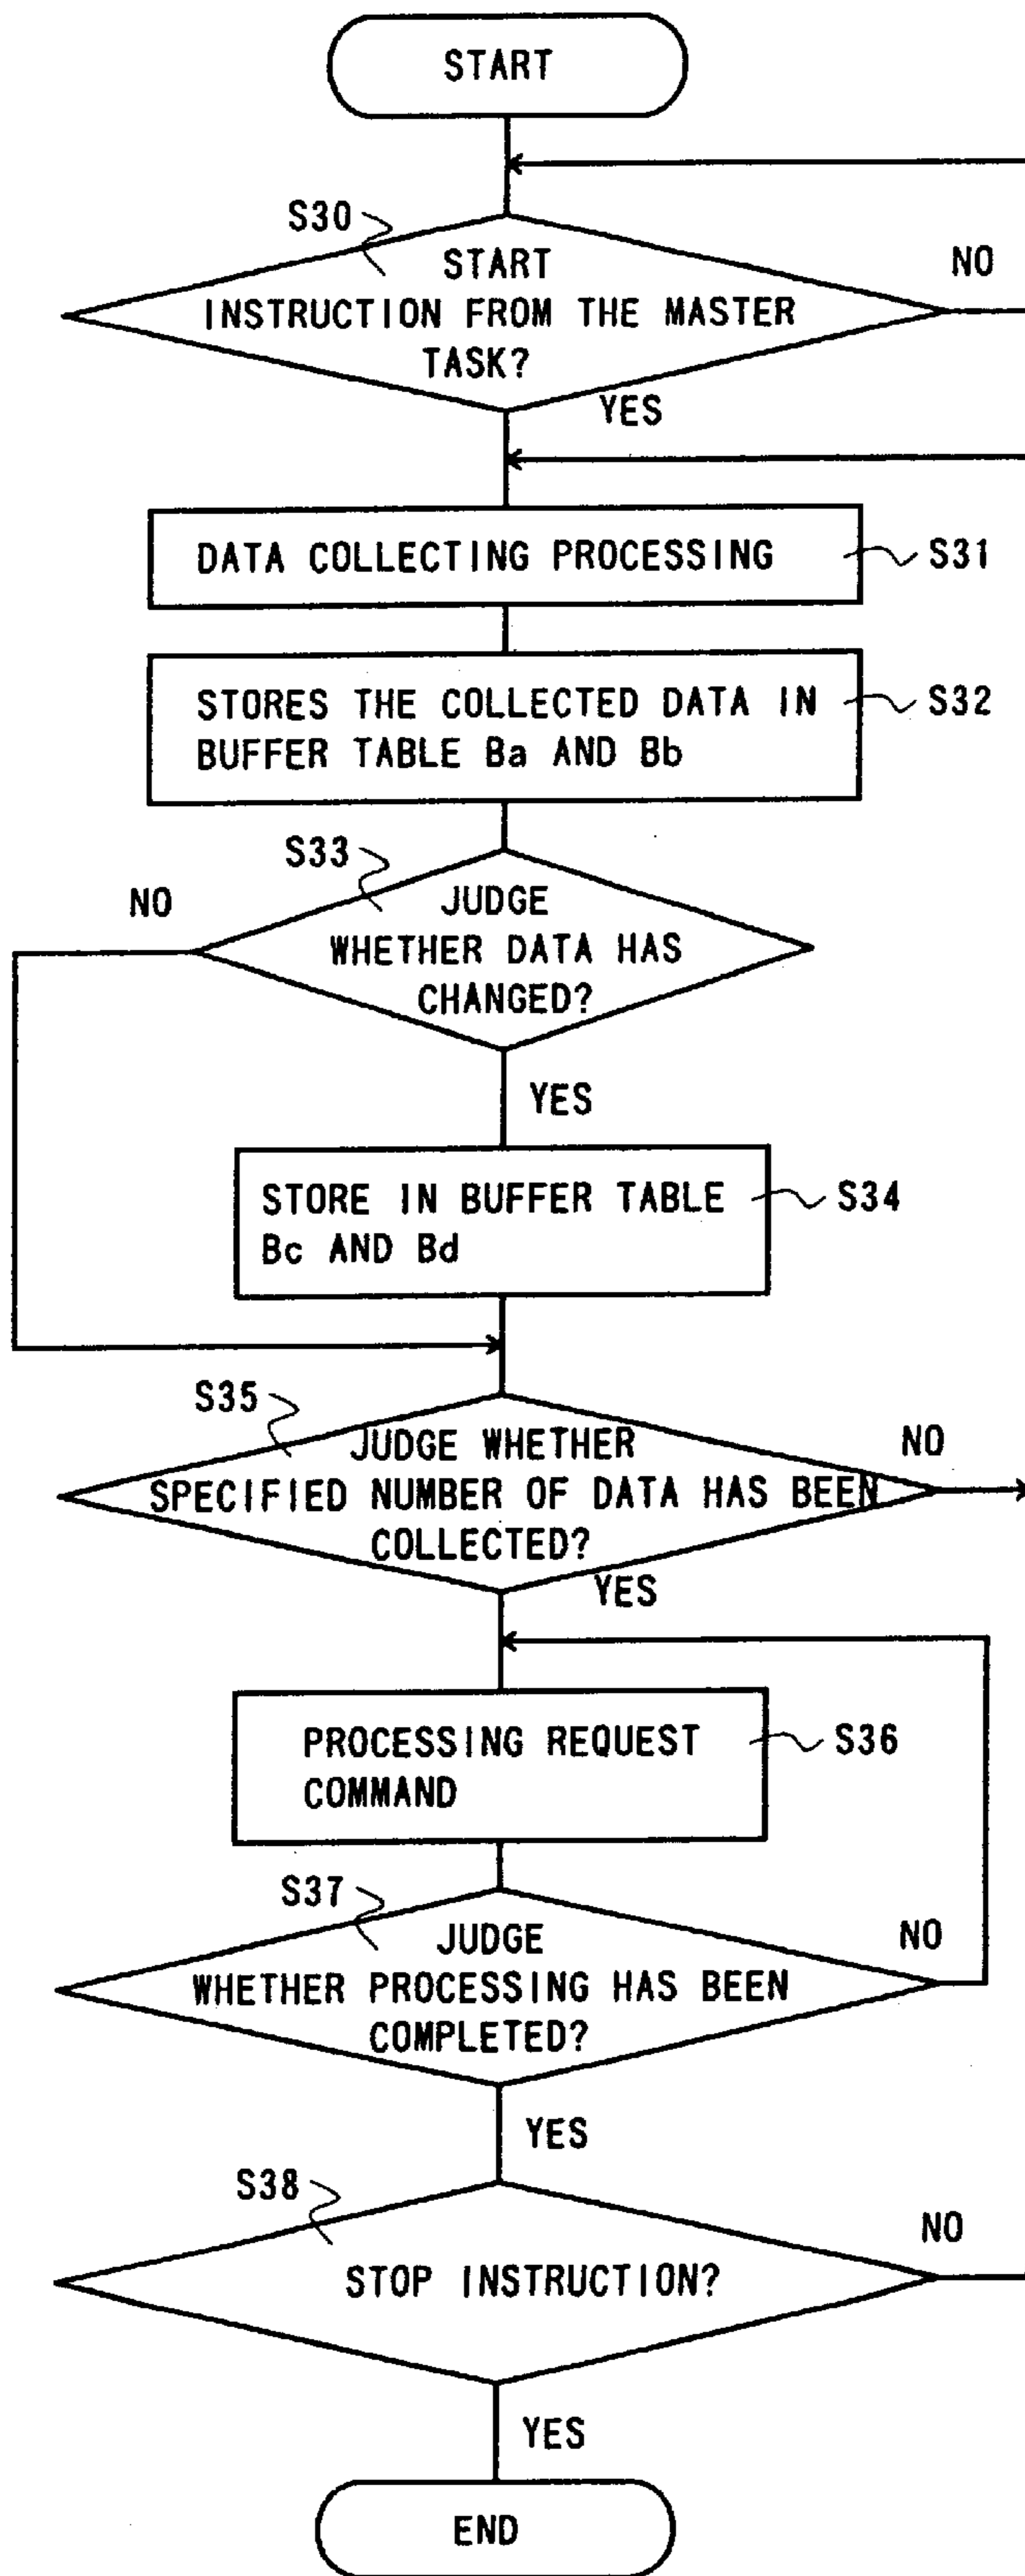 START
S30
START
INSTRUCTION FROM THE MASTER
TASK?
NO
YES
DATA COLLECTING PROCESSING
S31
STORES THE COLLECTED DATA IN
BUFFER TABLE Ba AND Bb
S32
S33
NO
JUDGE
WHETHER DATA HAS
CHANGED?
YES
STORE IN BUFFER TABLE
Bc AND Bd
S34
S35
JUDGE WHETHER
SPECIFIED NUMBER OF DATA HAS BEEN
COLLECTED?
NO
YES
PROCESSING REQUEST
COMMAND
S36
S37
JUDGE
WHETHER PROCESSING HAS BEEN
COMPLETED?
NO
YES
S38
STOP INSTRUCTION?
NO
YES
END